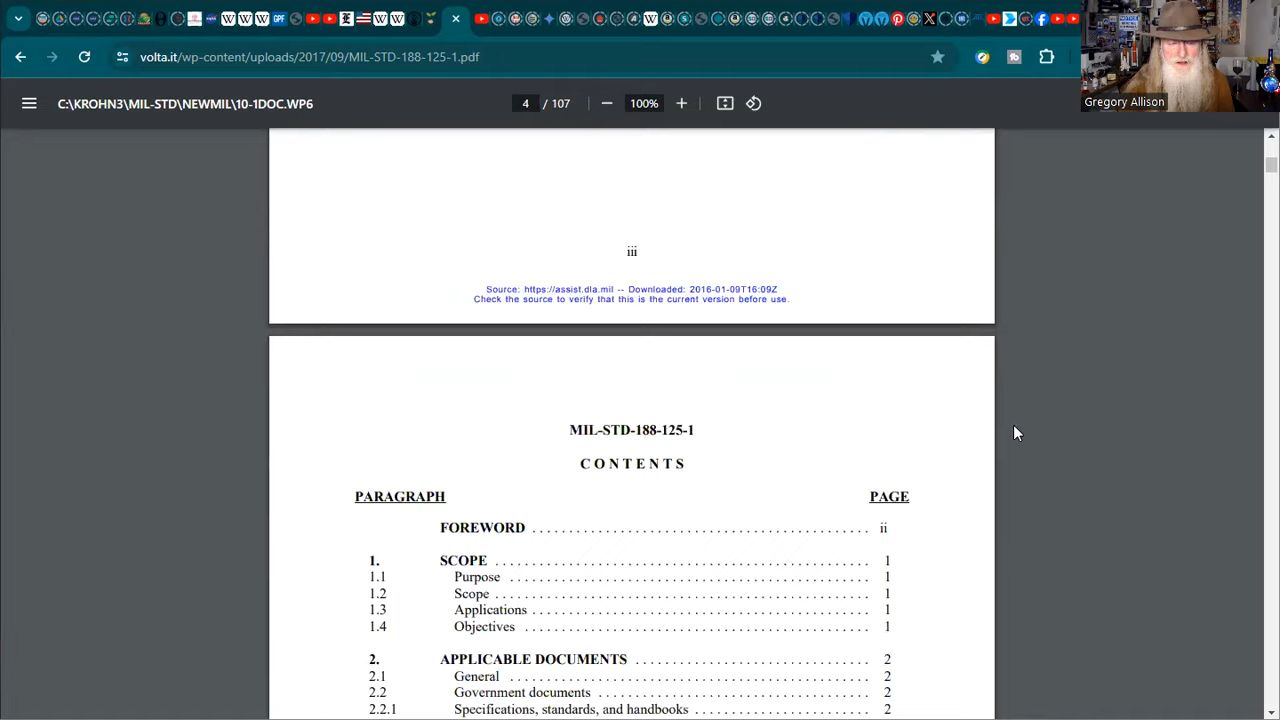 volta.it/wp-content/uploads/2017/09/MIL-STD-188-125-1.pdf
C:\KROHN3\MIL-STD\NEWMIL\10-1DOC.WP6
4 / 107
100%
Gregory Allison
iii
Source: https://assist.dla.mil -- Downloaded: 2016-01-09T16:09Z
Check the source to verify that this is the current version before use.
MIL-STD-188-125-1
C O N T E N T S
PARAGRAPH PAGE
FOREWORD . . . . . . . . . . . . . . . . . . . . . . . . . . . . . . . . . . . . . . . . . . . ii
1. SCOPE . . . . . . . . . . . . . . . . . . . . . . . . . . . . . . . . . . . . . . . . . . . . . . . 1
1.1 Purpose . . . . . . . . . . . . . . . . . . . . . . . . . . . . . . . . . . . . . . . . . . . . . 1
1.2 Scope . . . . . . . . . . . . . . . . . . . . . . . . . . . . . . . . . . . . . . . . . . . . . . . 1
1.3 Applications . . . . . . . . . . . . . . . . . . . . . . . . . . . . . . . . . . . . . . . . . . . 1
1.4 Objectives . . . . . . . . . . . . . . . . . . . . . . . . . . . . . . . . . . . . . . . . . . . 1
2. APPLICABLE DOCUMENTS . . . . . . . . . . . . . . . . . . . . . . . . . . . . . . 2
2.1 General . . . . . . . . . . . . . . . . . . . . . . . . . . . . . . . . . . . . . . . . . . . . . 2
2.2 Government documents . . . . . . . . . . . . . . . . . . . . . . . . . . . . . . . . . . 2
2.2.1 Specifications, standards, and handbooks . . . . . . . . . . . . . . . . . . . . . . 2